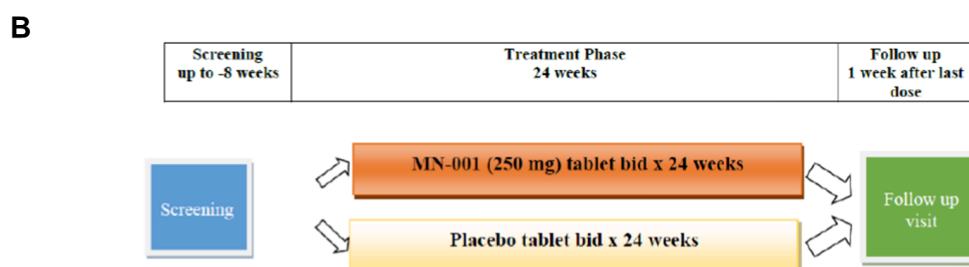 B
Screening
up to -8 weeks
Treatment Phase
24 weeks
Follow up
1 week after last
dose
Screening
MN-001 (250 mg) tablet bid x 24 weeks
Placebo tablet bid x 24 weeks
Follow up
visit